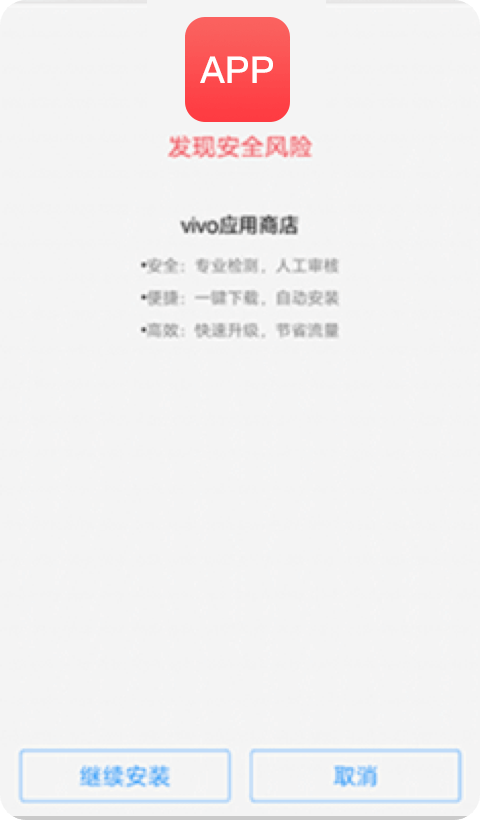 APP
发现安全风险
vivo应用商店
•安全：专业检测，人工审核
•便捷：一键下载，自动安装
•高效：快速升级，节省流量
继续安装
取消